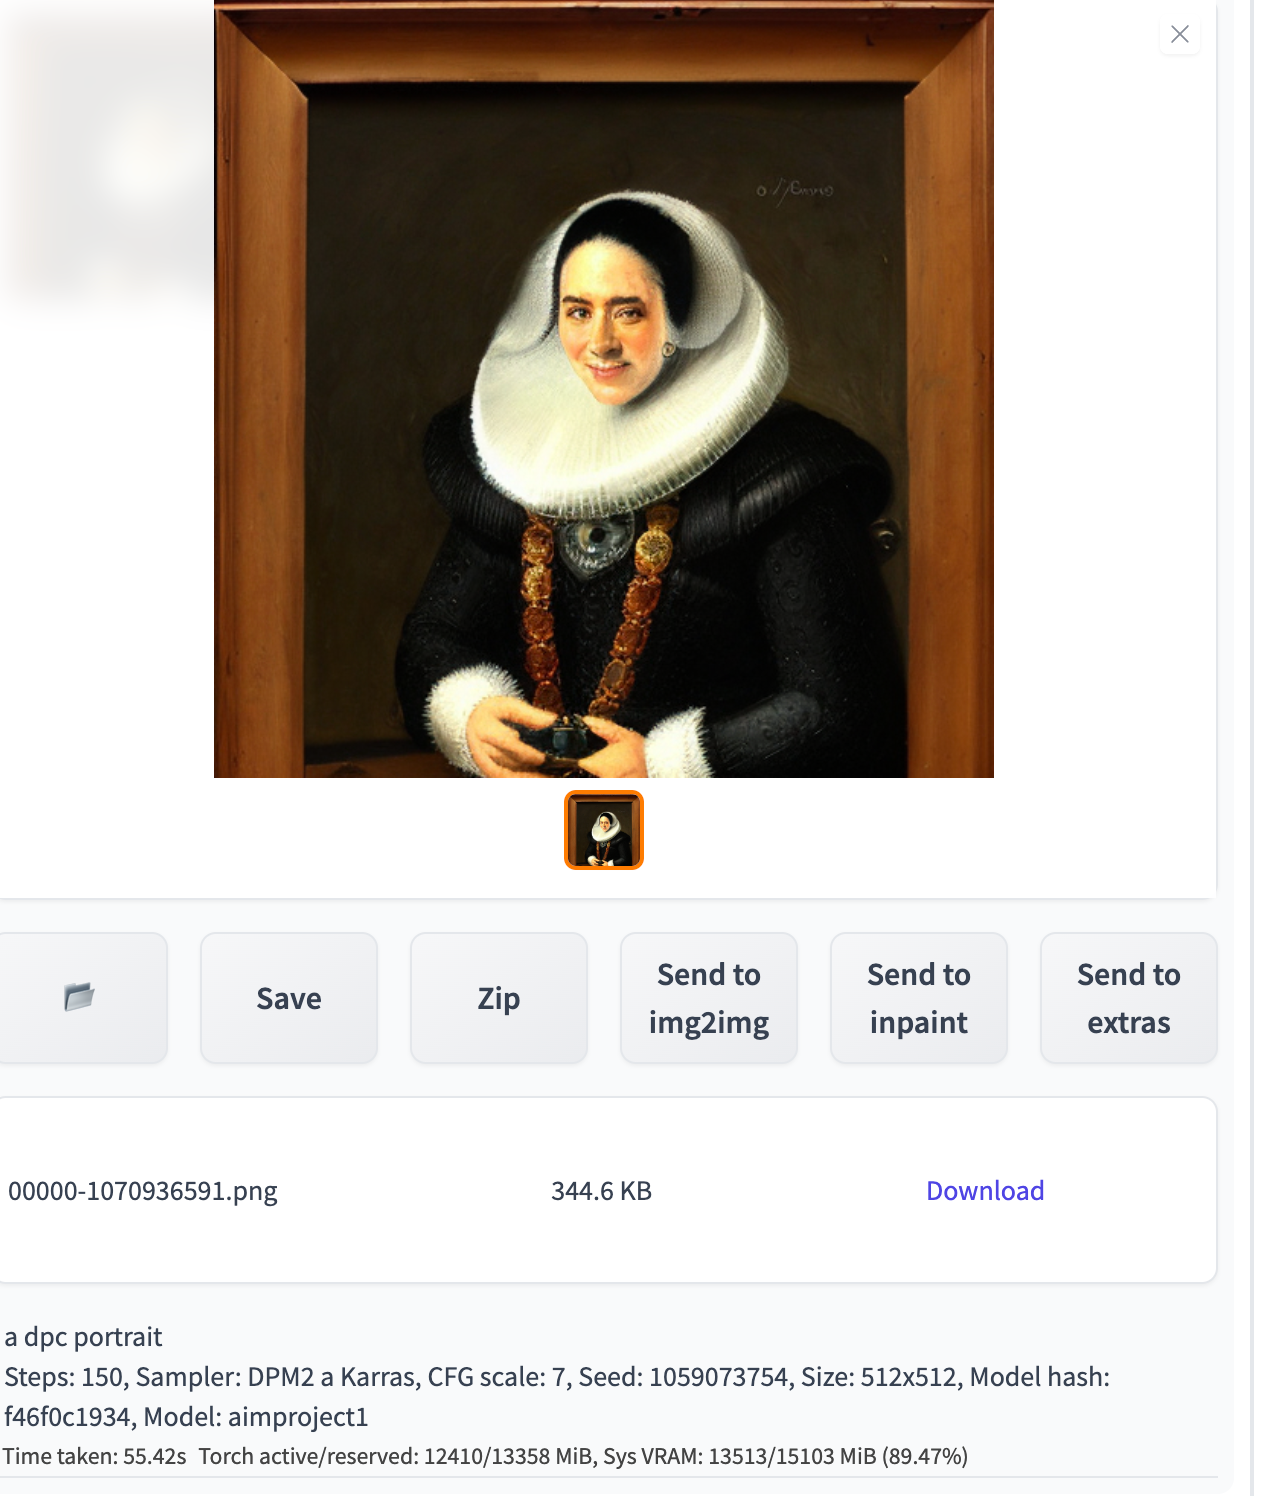 Save
Zip
Send to
img2img
Send to
inpaint
Send to
extras
00000-1070936591.png
344.6 KB
Download
a dpc portrait
Steps: 150, Sampler: DPM2 a Karras, CFG scale: 7, Seed: 1059073754, Size: 512x512, Model hash:
f46f0c1934, Model: aimproject1
Time taken: 55.42s Torch active/reserved: 12410/13358 MiB, Sys VRAM: 13513/15103 MiB (89.47%)